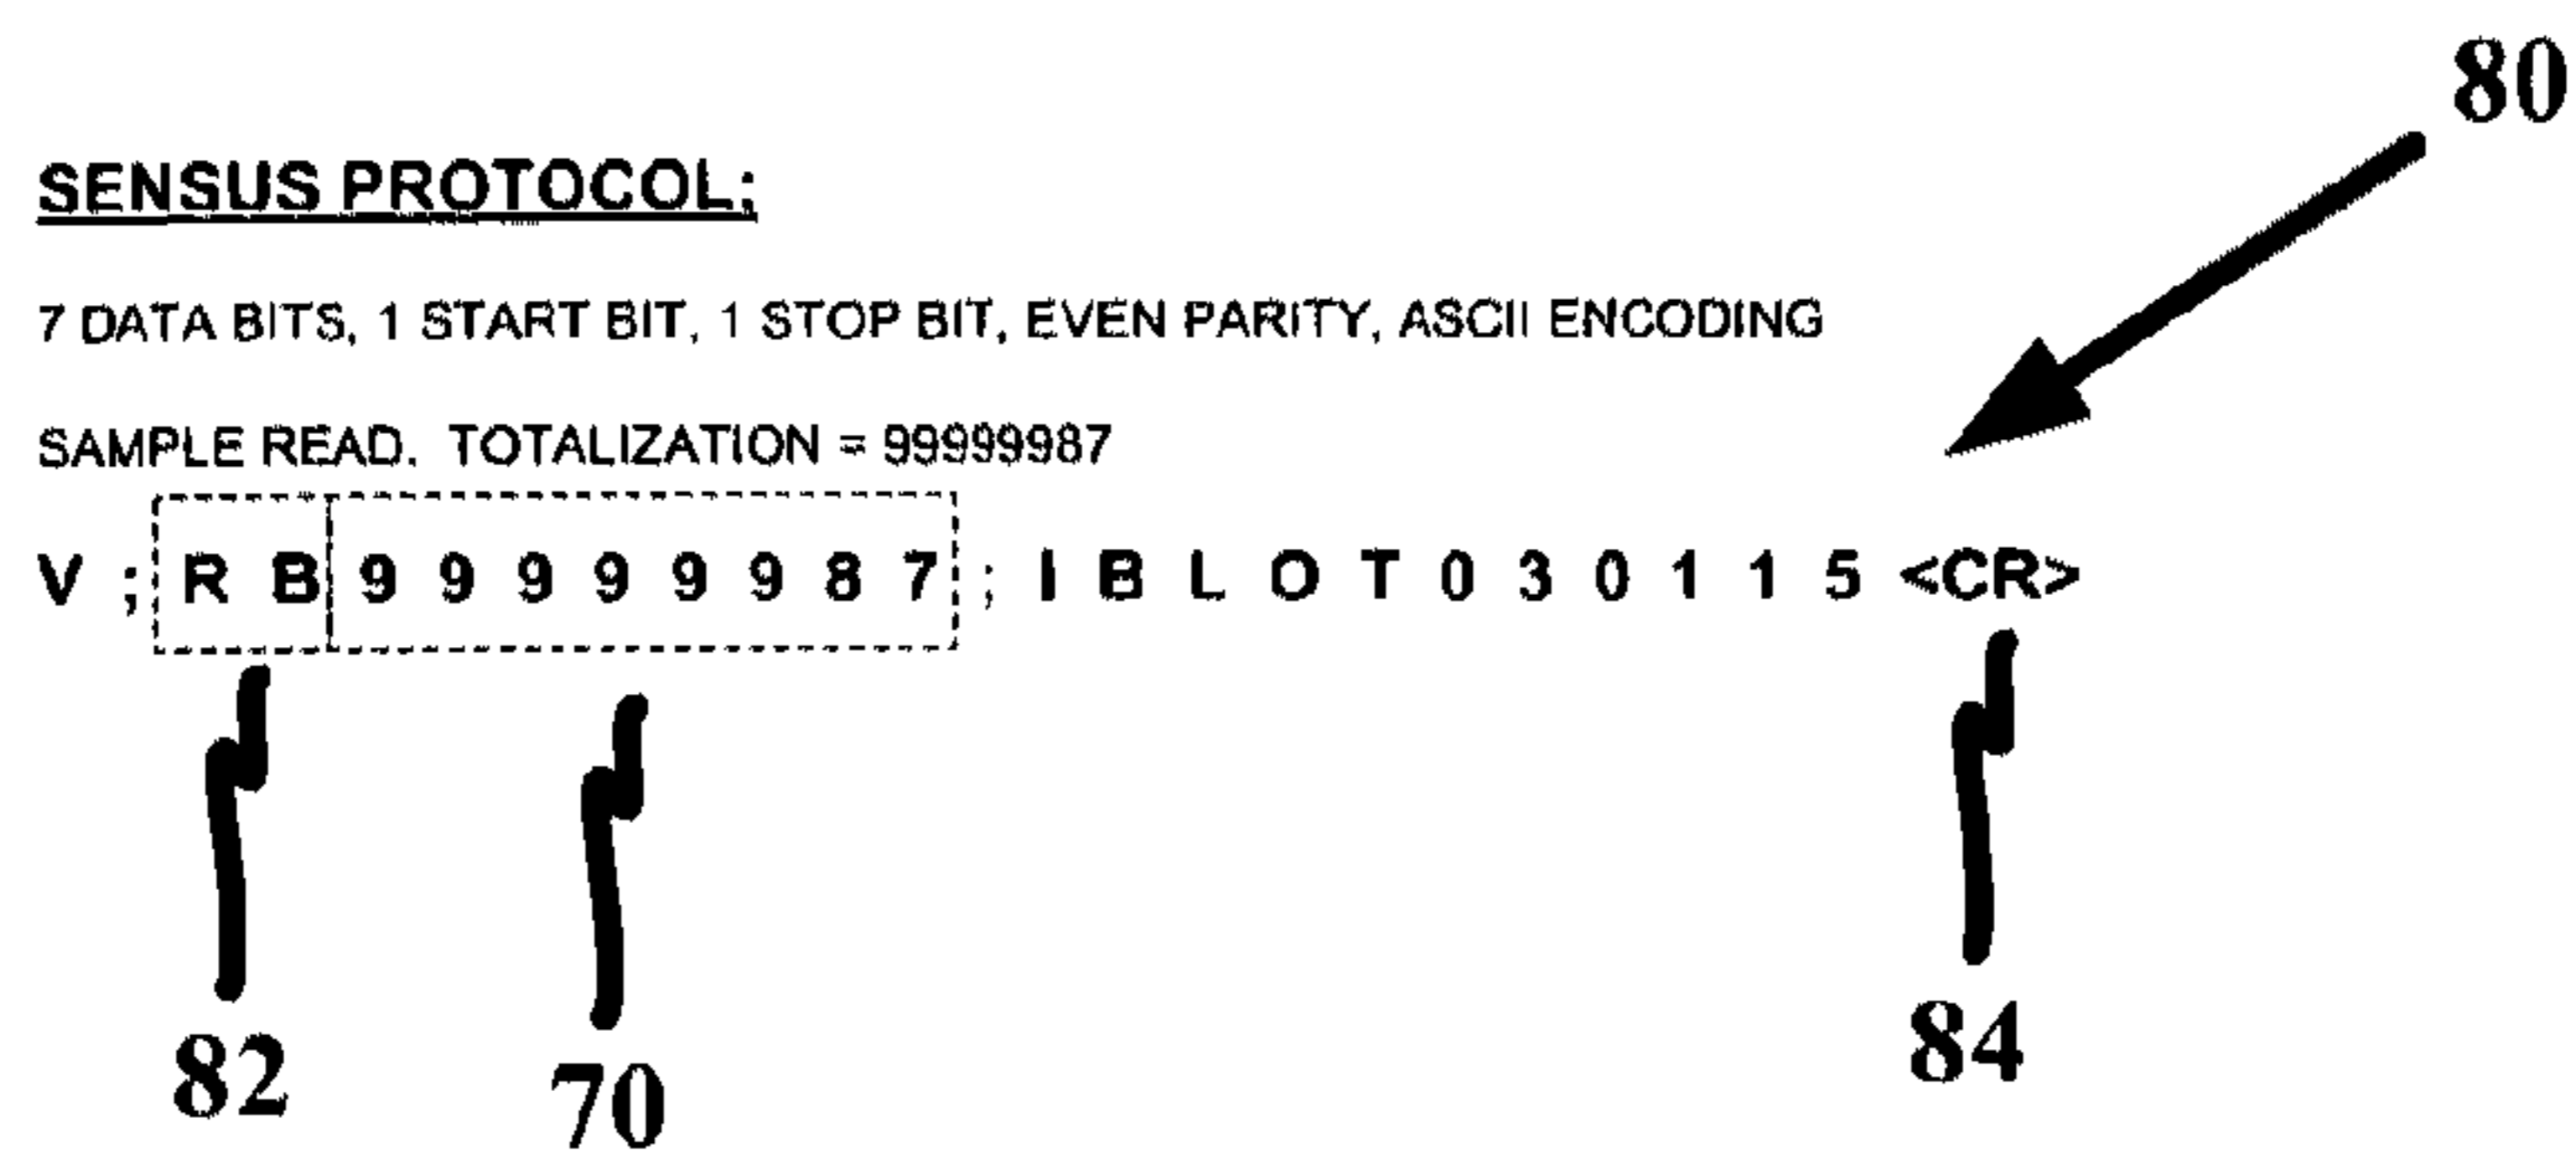 80
SENSUS PROTOCOL:
7 DATA BITS, 1 START BIT, 1 STOP BIT, EVEN PARITY, ASCII ENCODING
SAMPLE READ. TOTALIZATION = 99999987
V ; R B 9 9 9 9 9 9 8 7 ; I B L O T 0 3 0 1 1 5 <CR>
82 70 84